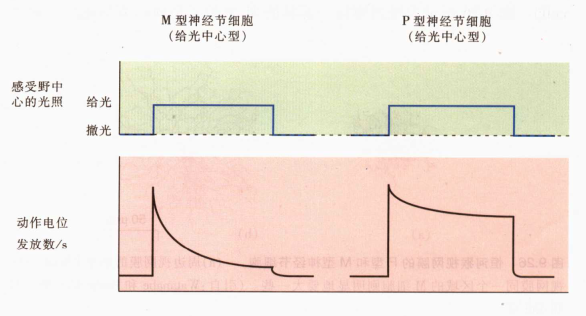 M 型神经节细胞
(给光中心型)
P 型神经节细胞
(给光中心型)
感受野中
心的光照
给光
撤光
动作电位
发放数/s